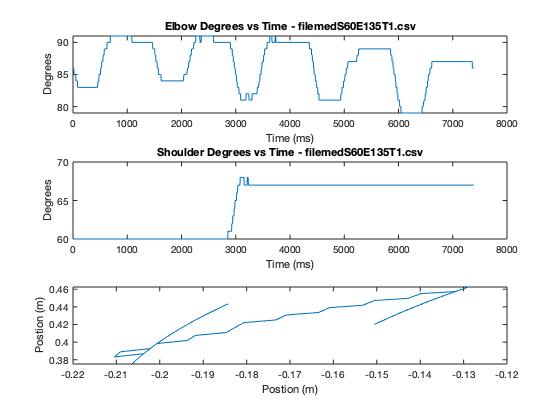 Elbow Degrees vs Time - filemedS60E135T1.csv
90
85
80
Degrees
0 1000 2000 3000 4000 5000 6000 7000 8000
Time (ms)
Shoulder Degrees vs Time - filemedS60E135T1.csv
70
65
60
Degrees
0 1000 2000 3000 4000 5000 6000 7000 8000
Time (ms)
0.46
0.44
0.42
0.4
0.38
Postion (m)
-0.22 -0.21 -0.2 -0.19 -0.18 -0.17 -0.16 -0.15 -0.14 -0.13 -0.12
Postion (m)